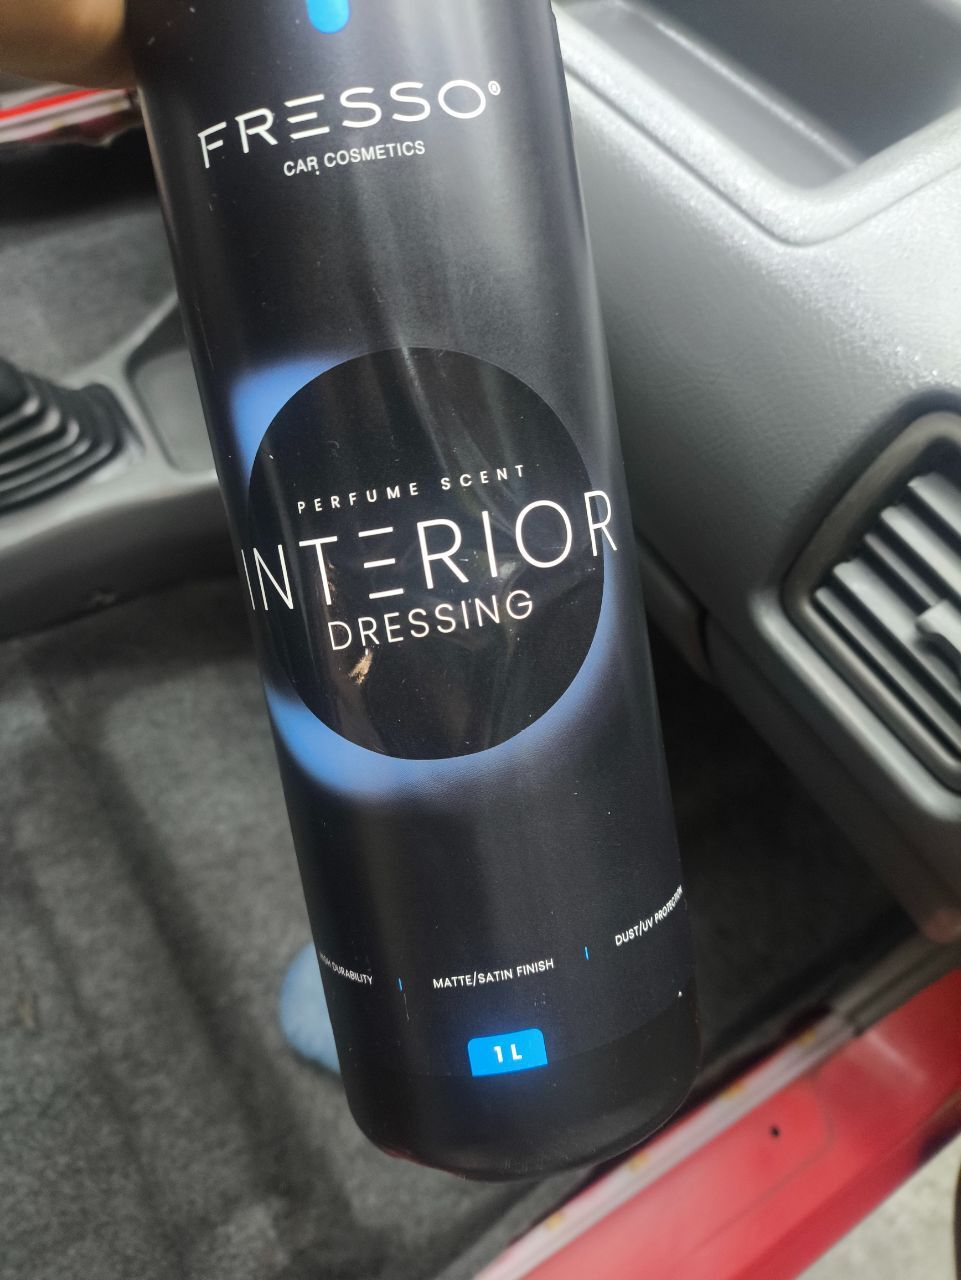 FRESSO®
CAR COSMETICS
PERFUME SCENT
INTERIOR
DRESSING
HIGH DURABILITY | MATTE/SATIN FINISH | DUST/UV PROTECTION
1 L